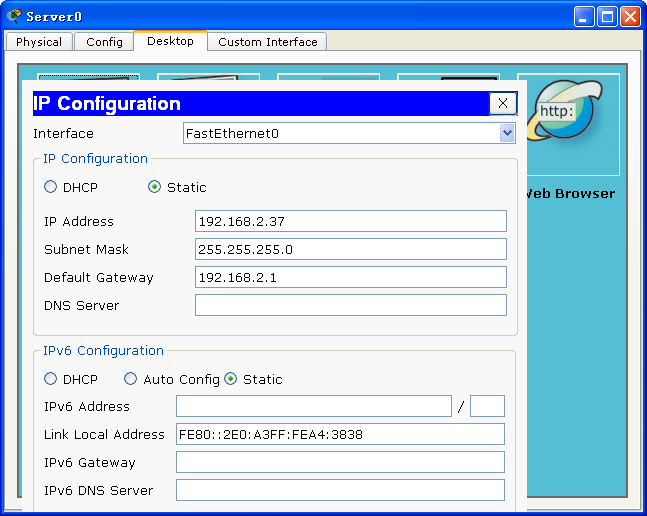 Server0
Physical Config Desktop Custom Interface
http:
IP Configuration X
Web Browser
Interface FastEthernet0
IP Configuration
DHCP Static
IP Address 192.168.2.37
Subnet Mask 255.255.255.0
Default Gateway 192.168.2.1
DNS Server
IPv6 Configuration
DHCP Auto Config Static
IPv6 Address /
Link Local Address FE80::2E0:A3FF:FEA4:3838
IPv6 Gateway
IPv6 DNS Server